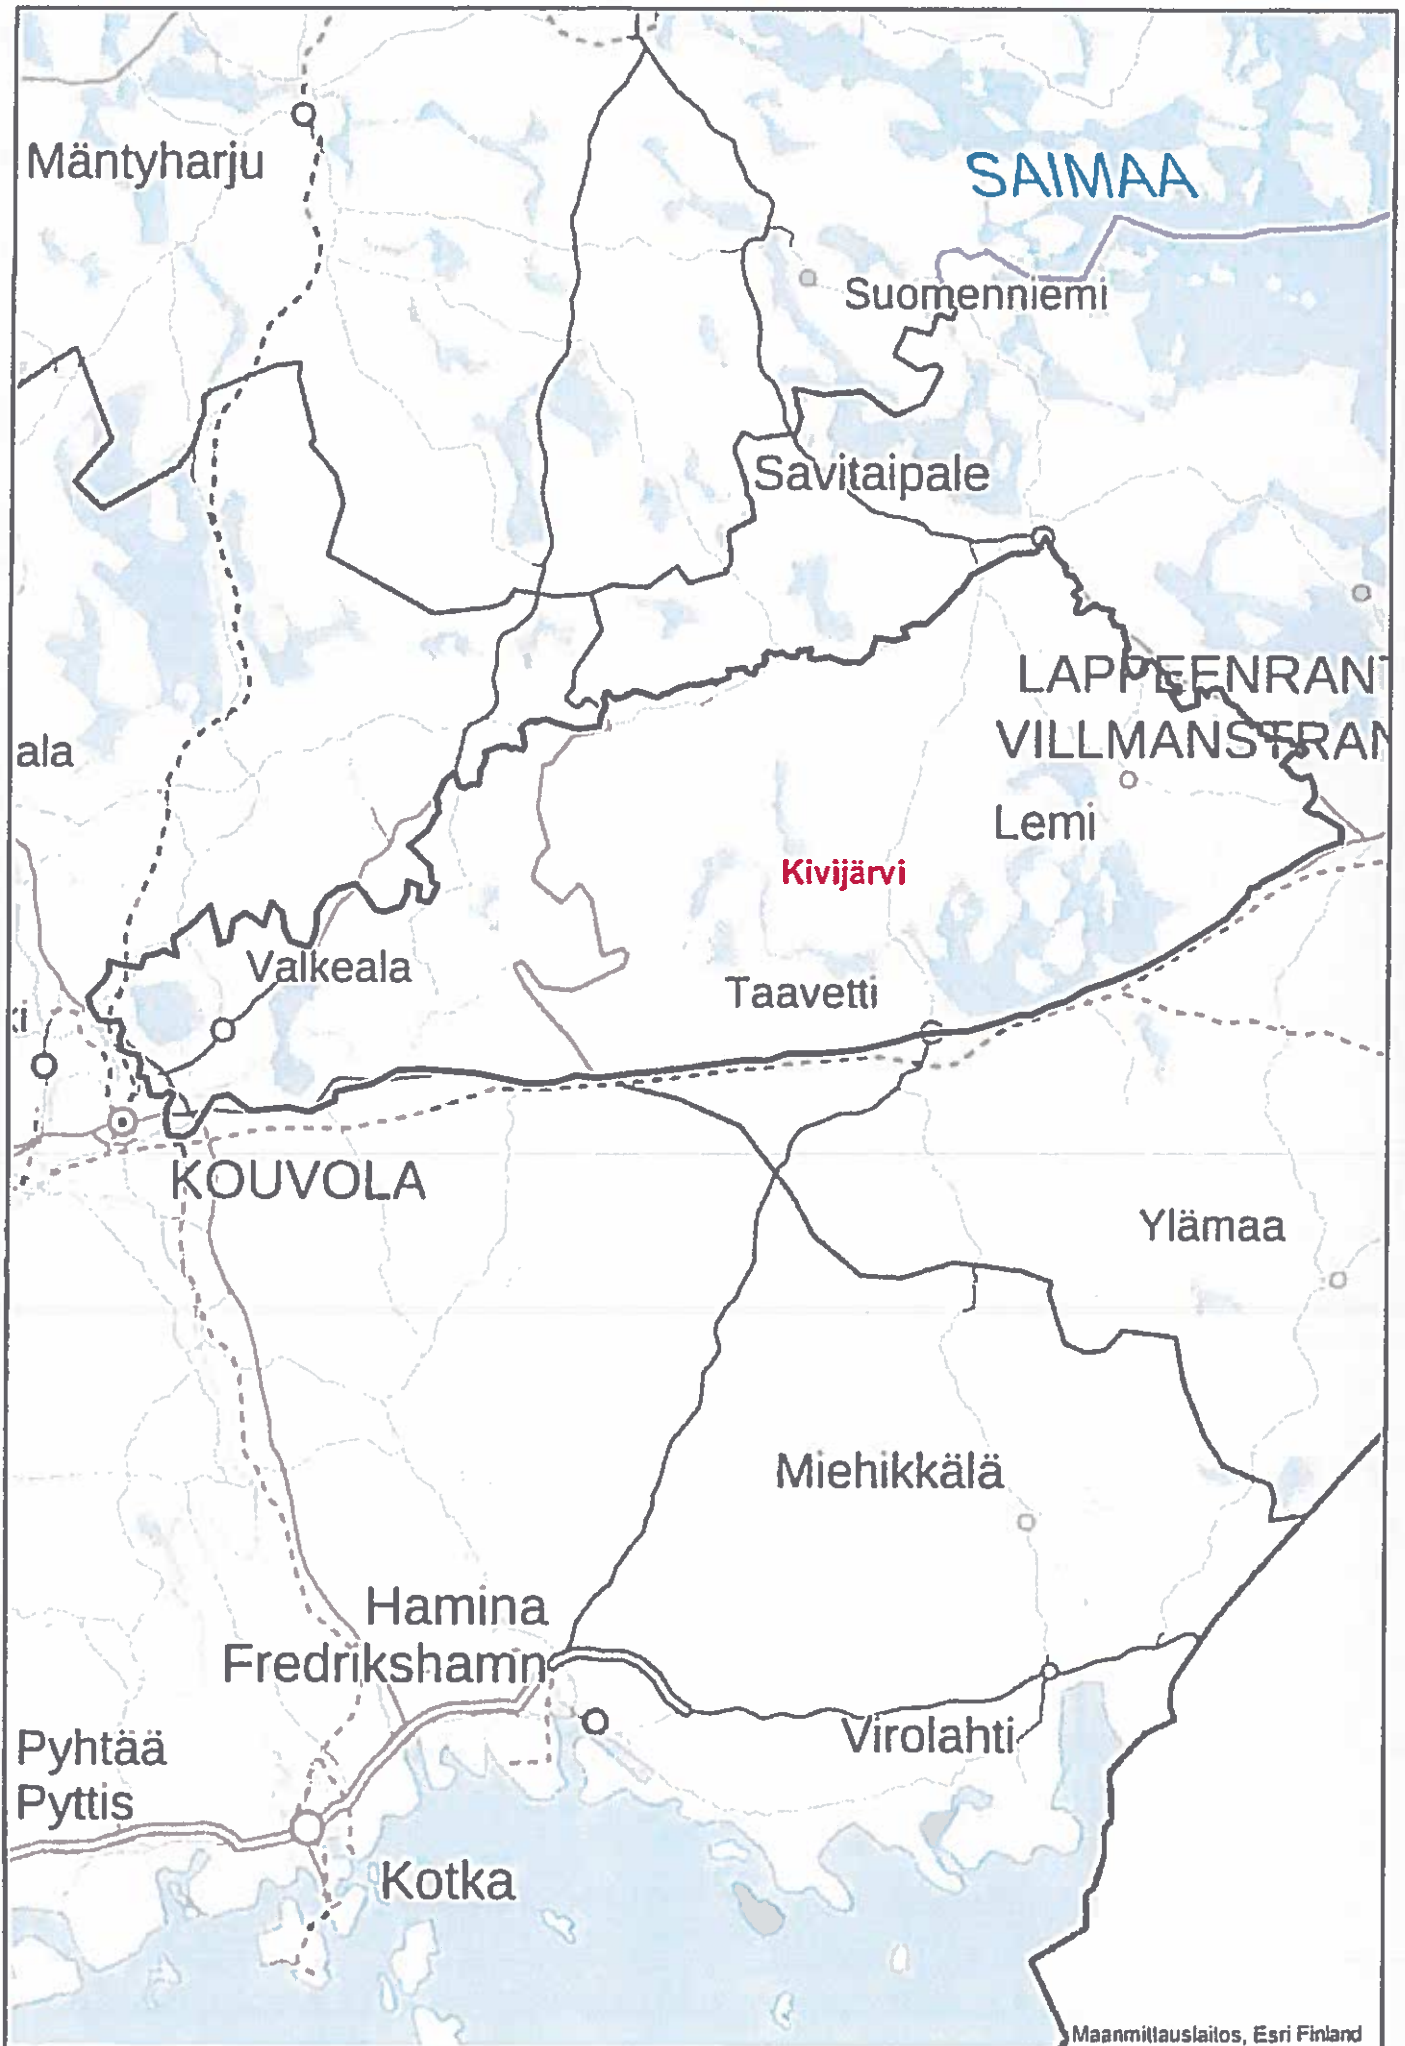 Mäntyharju
SAIMAA
Suomenniemi
Savitaipale
LAPPEENRANT
VILLMANSTRAN
ala
Lemi
Kivijärvi
Valkeala
Taavetti
ki
KOUVOLA
Ylämaa
Miehikkälä
Hamina
Fredrikshamn
Virolahti
Pyhtää
Pyttis
Kotka
Maanmittauslaitos, Esri Finland